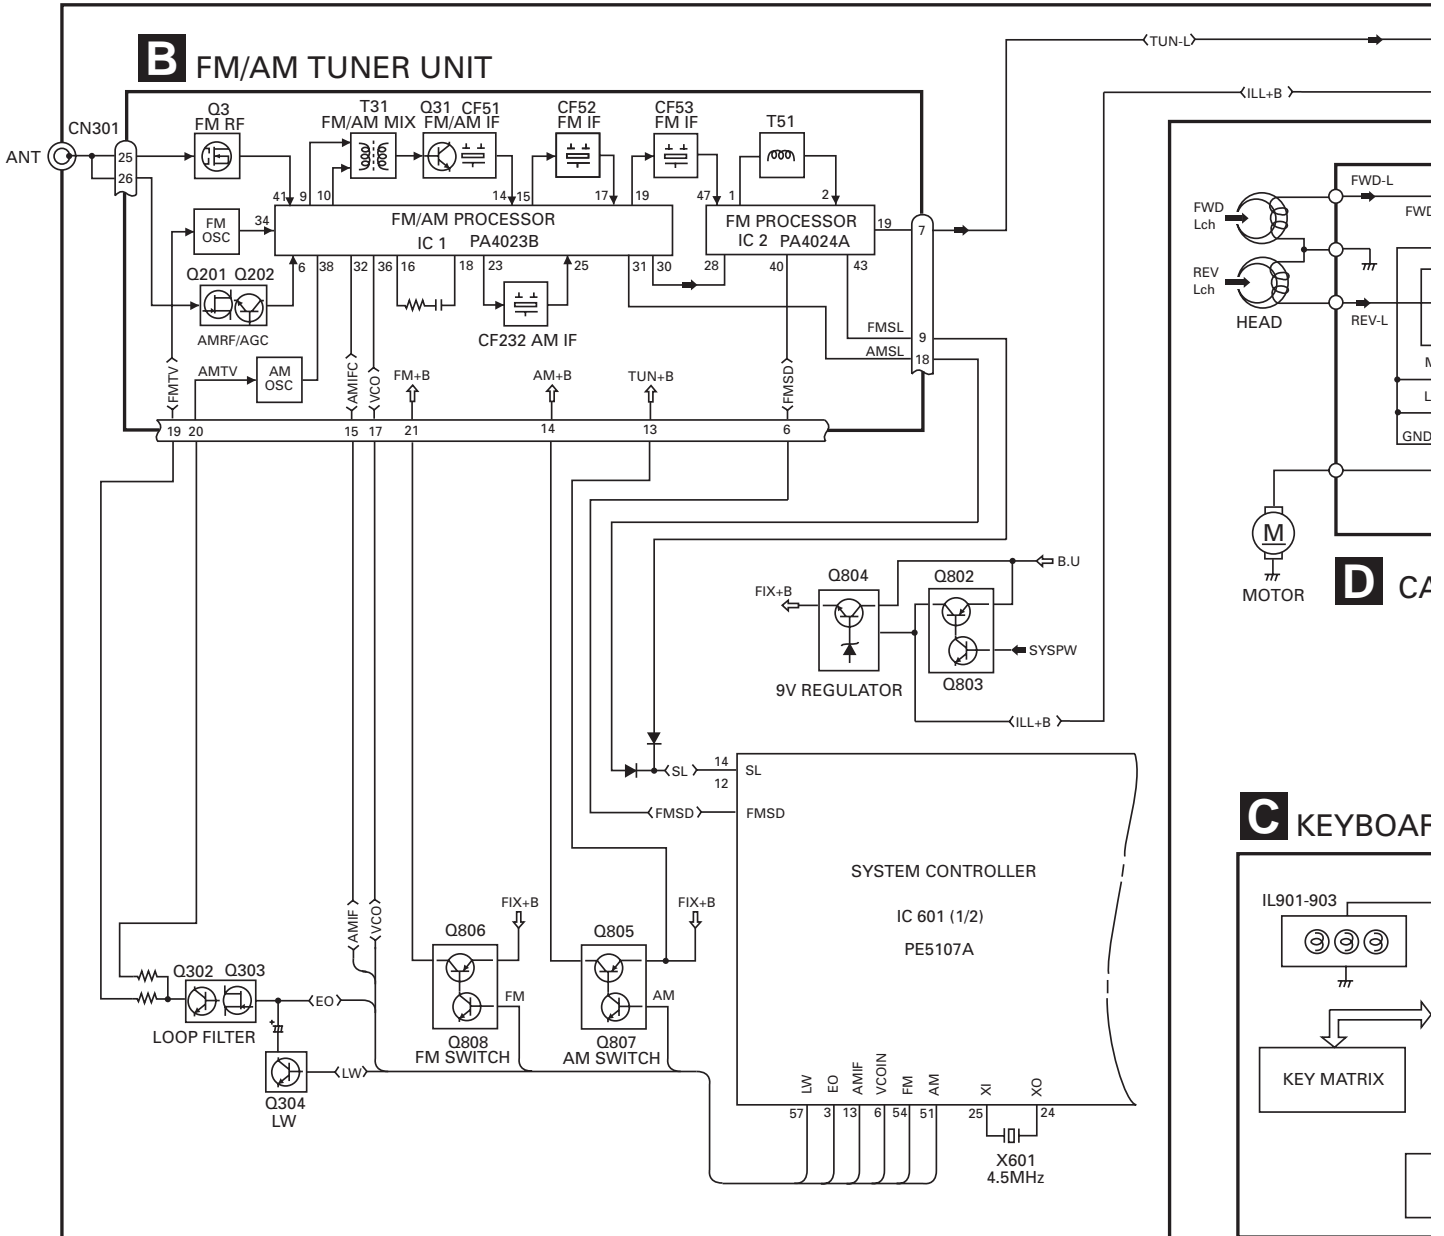 B FM/AM TUNER UNIT
TUN-L
ILL+B
CN301
ANT
25
26
Q3
FM RF
T31
FM/AM MIX
Q31 CF51
FM/AM IF
CF52
FM IF
CF53
FM IF
T51
41 9 10 14 15 17 19 47 1 2
FM
OSC
34
FM/AM PROCESSOR
IC 1 PA4023B
FM PROCESSOR
IC 2 PA4024A
19
7
6 38 32 36 16 18 23 25 31 30 28 40 43
Q201 Q202
AMRF/AGC
CF232 AM IF
FMSL
9
AMSL
18
FMTV
AMTV
AM
OSC
AMIFC
VCO
FM+B
AM+B
TUN+B
FMSD
19 20 15 17 21 14 13 6
FWD-L
FWD
Lch
FWD
REV
Lch
REV-L
HEAD
M
L
GND
M
MOTOR
D CA
B.U
Q804
Q802
FIX+B
SYSPW
9V REGULATOR
Q803
ILL+B
SL
14
SL
12
FMSD
FMSD
SYSTEM CONTROLLER
IC 601 (1/2)
PE5107A
C KEYBOAR
IL901-903
KEY MATRIX
AMIF
VCO
FIX+B
Q806
FM
Q808
FM SWITCH
FIX+B
Q805
AM
Q807
AM SWITCH
Q302 Q303
EO
LOOP FILTER
+
LW
Q304
LW
LW
EO
AMIF
VCOIN
FM
AM
XI
XO
57 3 13 6 54 51 25 24
X601
4.5MHz